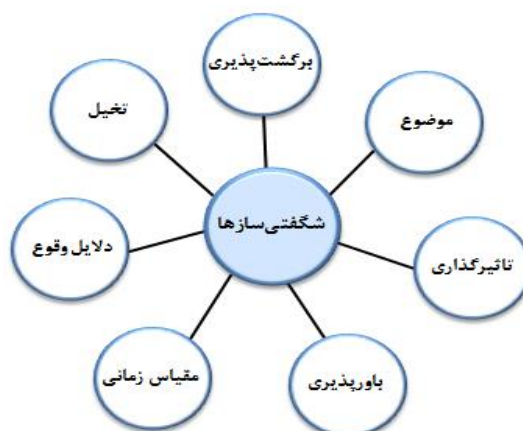 برگشت‌پذیری
موضوع
تخیل
شگفتی‌سازها
دلایل وقوع
تاثیرگذاری
مقیاس زمانی
باورپذیری